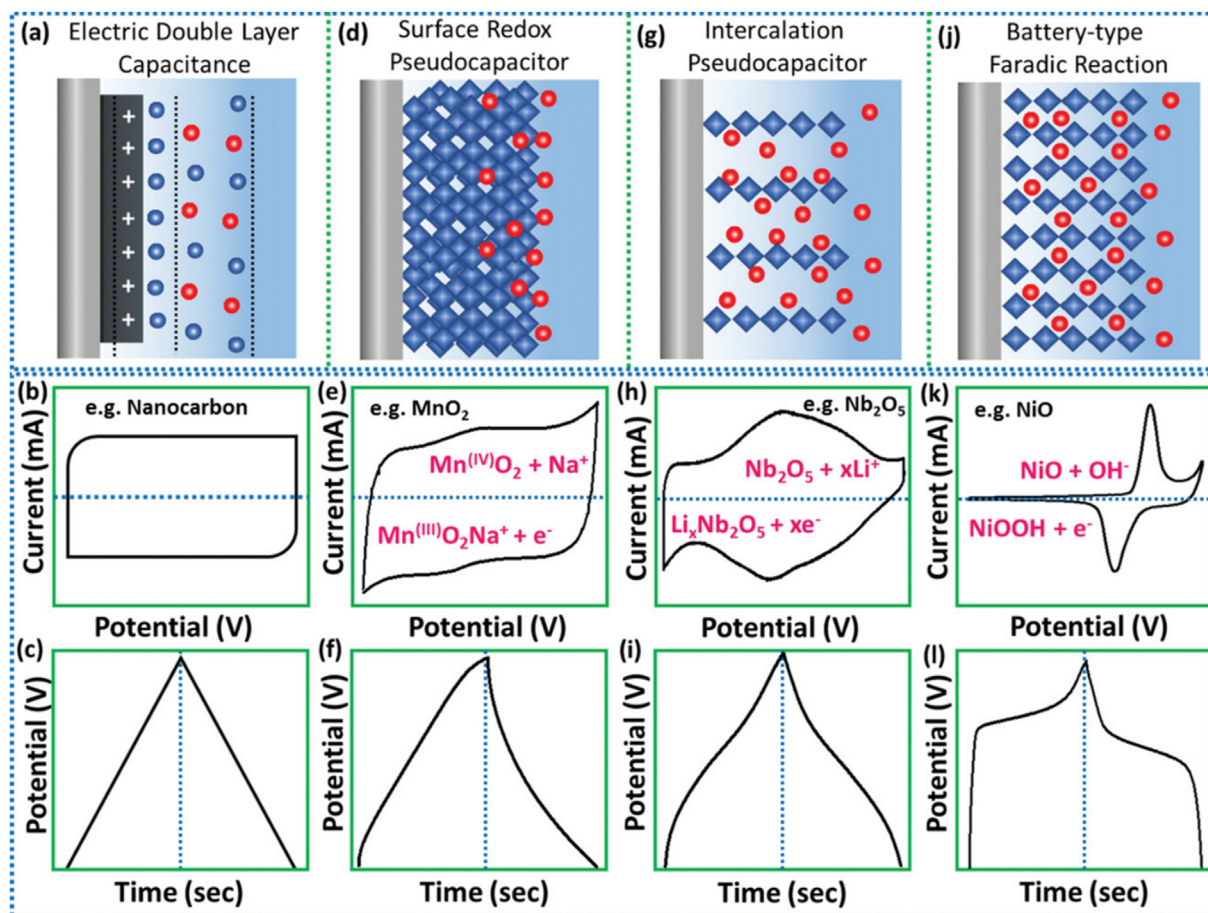 (a) Electric Double Layer
Capacitance
(d) Surface Redox
Pseudocapacitor
(g) Intercalation
Pseudocapacitor
(j) Battery-type
Faradic Reaction
+
+
+
+
+
+
+
(b)
e.g. Nanocarbon
Current (mA)
Potential (V)
(e)
e.g. MnO₂
Mn⁽ᴵⱽ⁾O₂ + Na⁺
Mn⁽ᴵᴵᴵ⁾O₂Na⁺ + e⁻
Current (mA)
Potential (V)
(h)
e.g. Nb₂O₅
Nb₂O₅ + xLi⁺
LiₓNb₂O₅ + xe⁻
Current (mA)
Potential (V)
(k)
e.g. NiO
NiO + OH⁻
NiOOH + e⁻
Current (mA)
Potential (V)
(c)
Potential (V)
Time (sec)
(f)
Potential (V)
Time (sec)
(i)
Potential (V)
Time (sec)
(l)
Potential (V)
Time (sec)